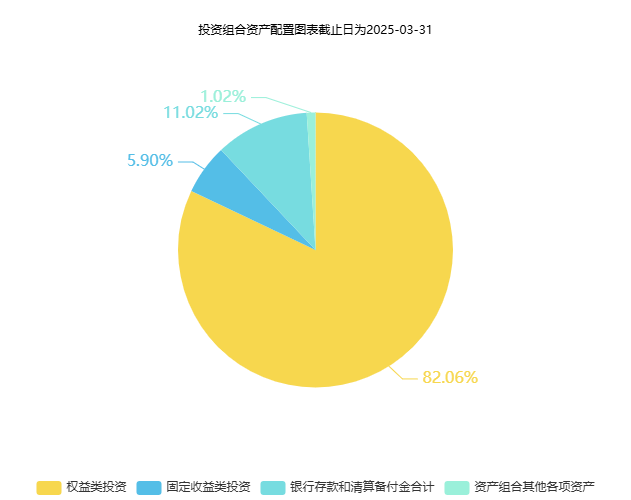 投资组合资产配置图表截止日为2025-03-31
1.02%
11.02%
5.90%
82.06%
权益类投资
固定收益类投资
银行存款和清算备付金合计
资产组合其他各项资产